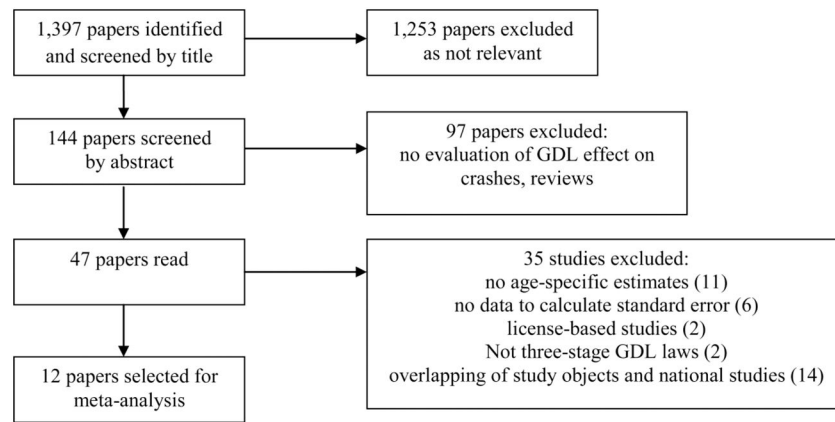 1,397 papers identified
and screened by title
1,253 papers excluded
as not relevant
144 papers screened
by abstract
97 papers excluded:
no evaluation of GDL effect on
crashes, reviews
47 papers read
35 studies excluded:
no age-specific estimates (11)
no data to calculate standard error (6)
license-based studies (2)
Not three-stage GDL laws (2)
overlapping of study objects and national studies (14)
12 papers selected for
meta-analysis